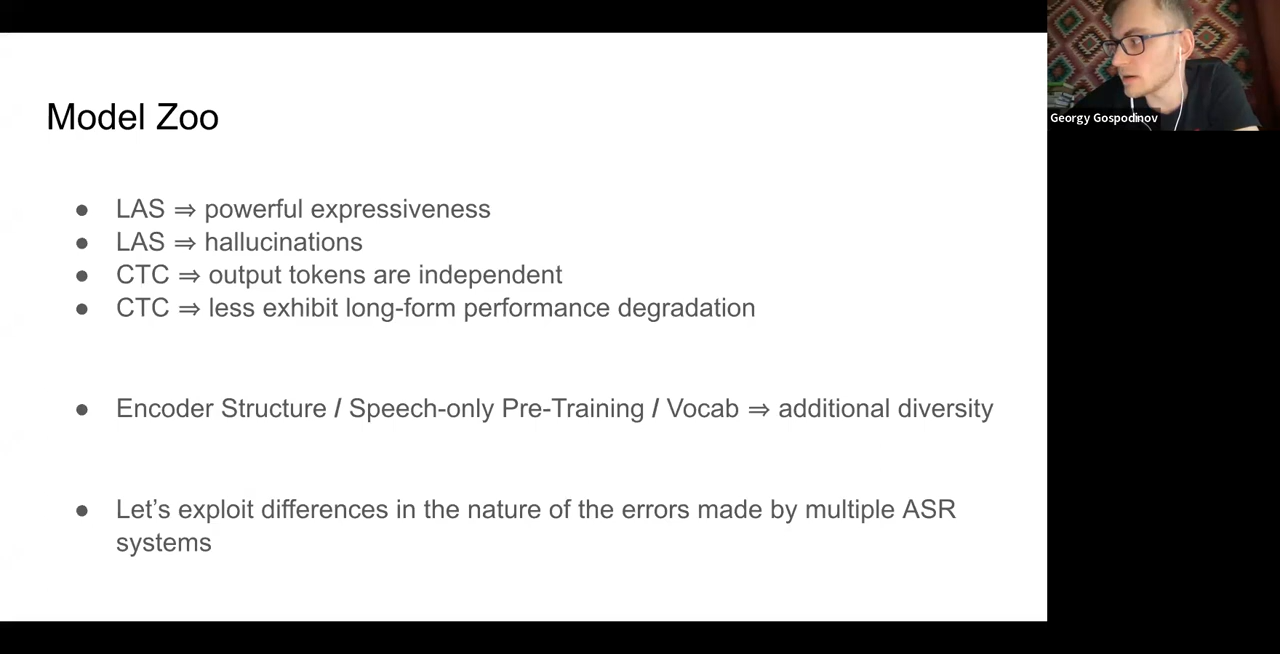 Model Zoo
● LAS ⇒ powerful expressiveness
● LAS ⇒ hallucinations
● CTC ⇒ output tokens are independent
● CTC ⇒ less exhibit long-form performance degradation
● Encoder Structure / Speech-only Pre-Training / Vocab ⇒ additional diversity
● Let’s exploit differences in the nature of the errors made by multiple ASR
systems
Georgy Gospodinov